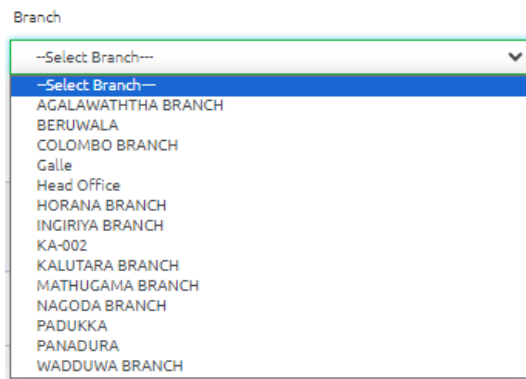 Branch
--Select Branch---
--Select Branch---
AGALAWATHTHA BRANCH
BERUWALA
COLOMBO BRANCH
Galle
Head Office
HORANA BRANCH
INGIRIYA BRANCH
KA-002
KALUTARA BRANCH
MATHUGAMA BRANCH
NAGODA BRANCH
PADUKKA
PANADURA
WADDUWA BRANCH